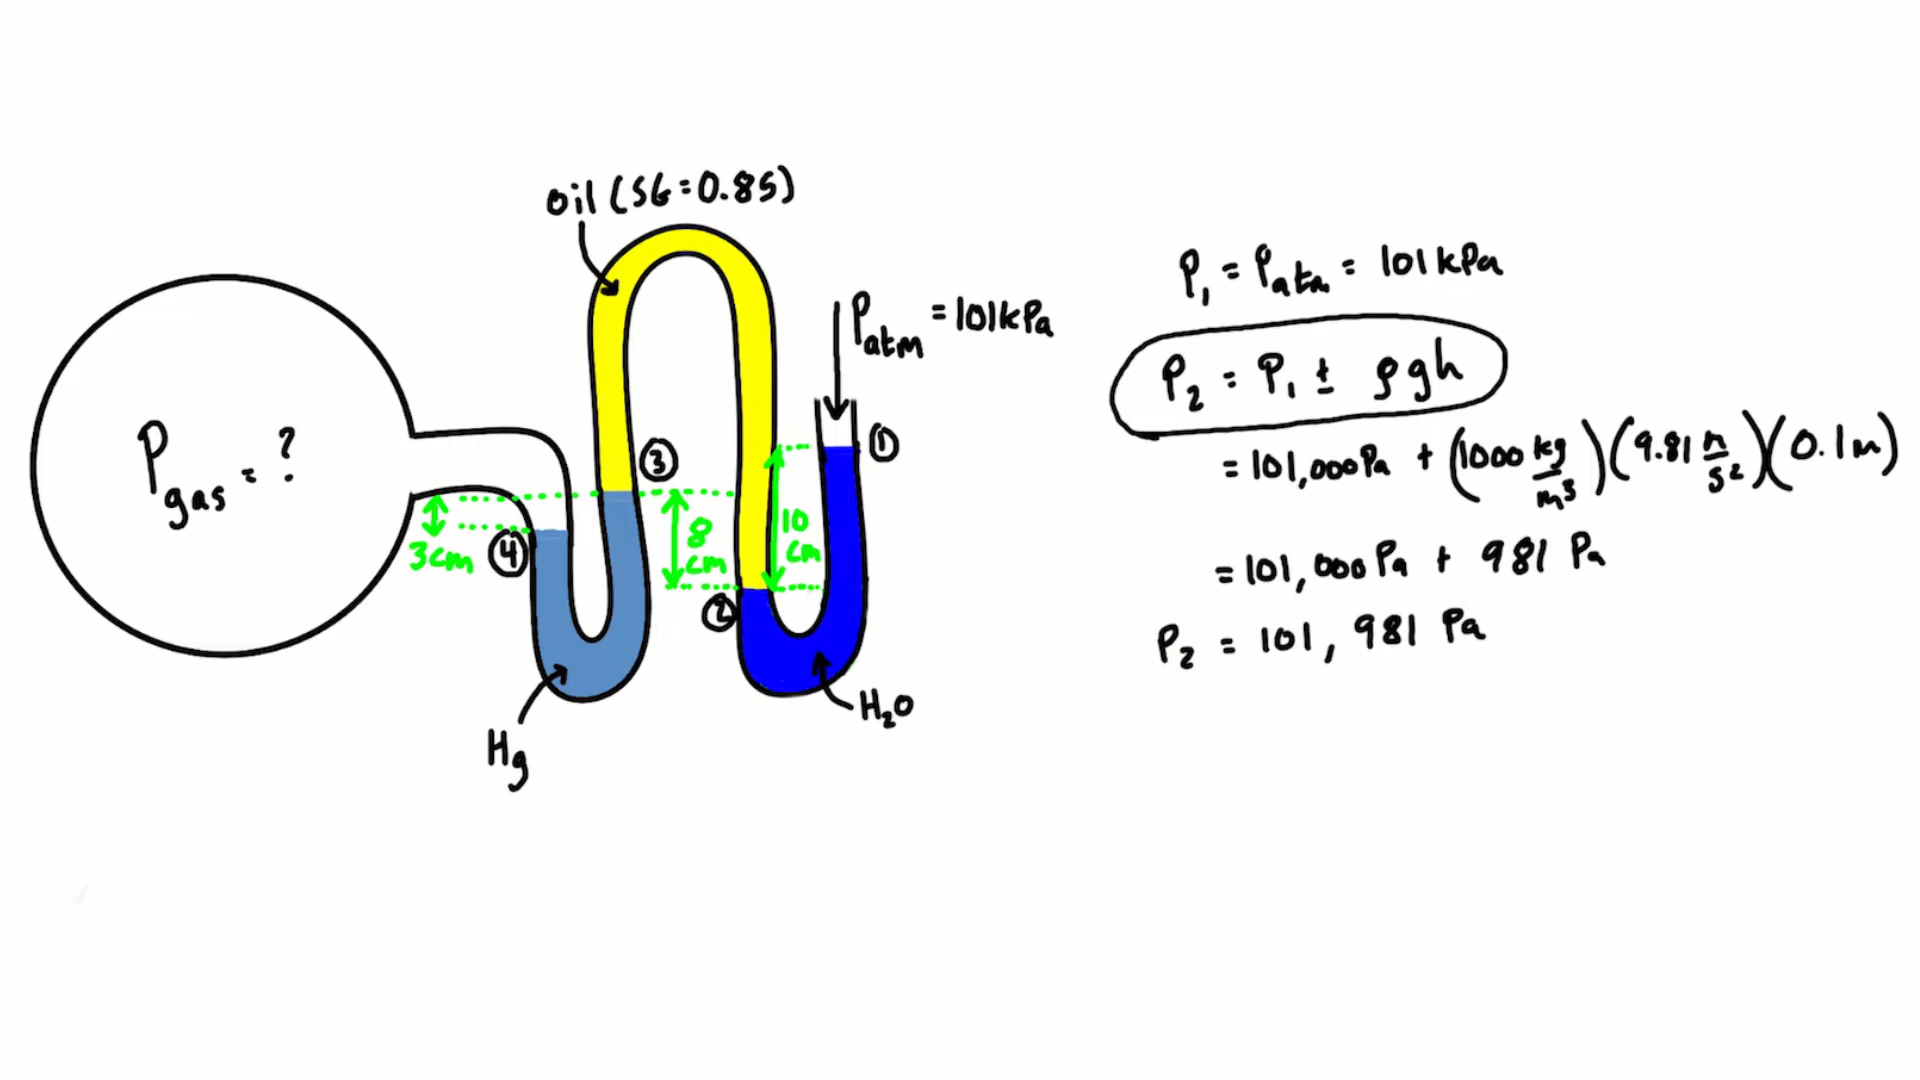 oil (SG=0.85)
Patm = 101kPa
Pgas = ?
①
②
③
④
3cm
8 cm
10 cm
Hg
H₂O
P₁ = Patm = 101kPa
P₂ = P₁ ± ρgh
= 101,000Pa + (1000 kg/m³)(9.81 m/s²)(0.1m)
= 101,000Pa + 981 Pa
P₂ = 101,981 Pa